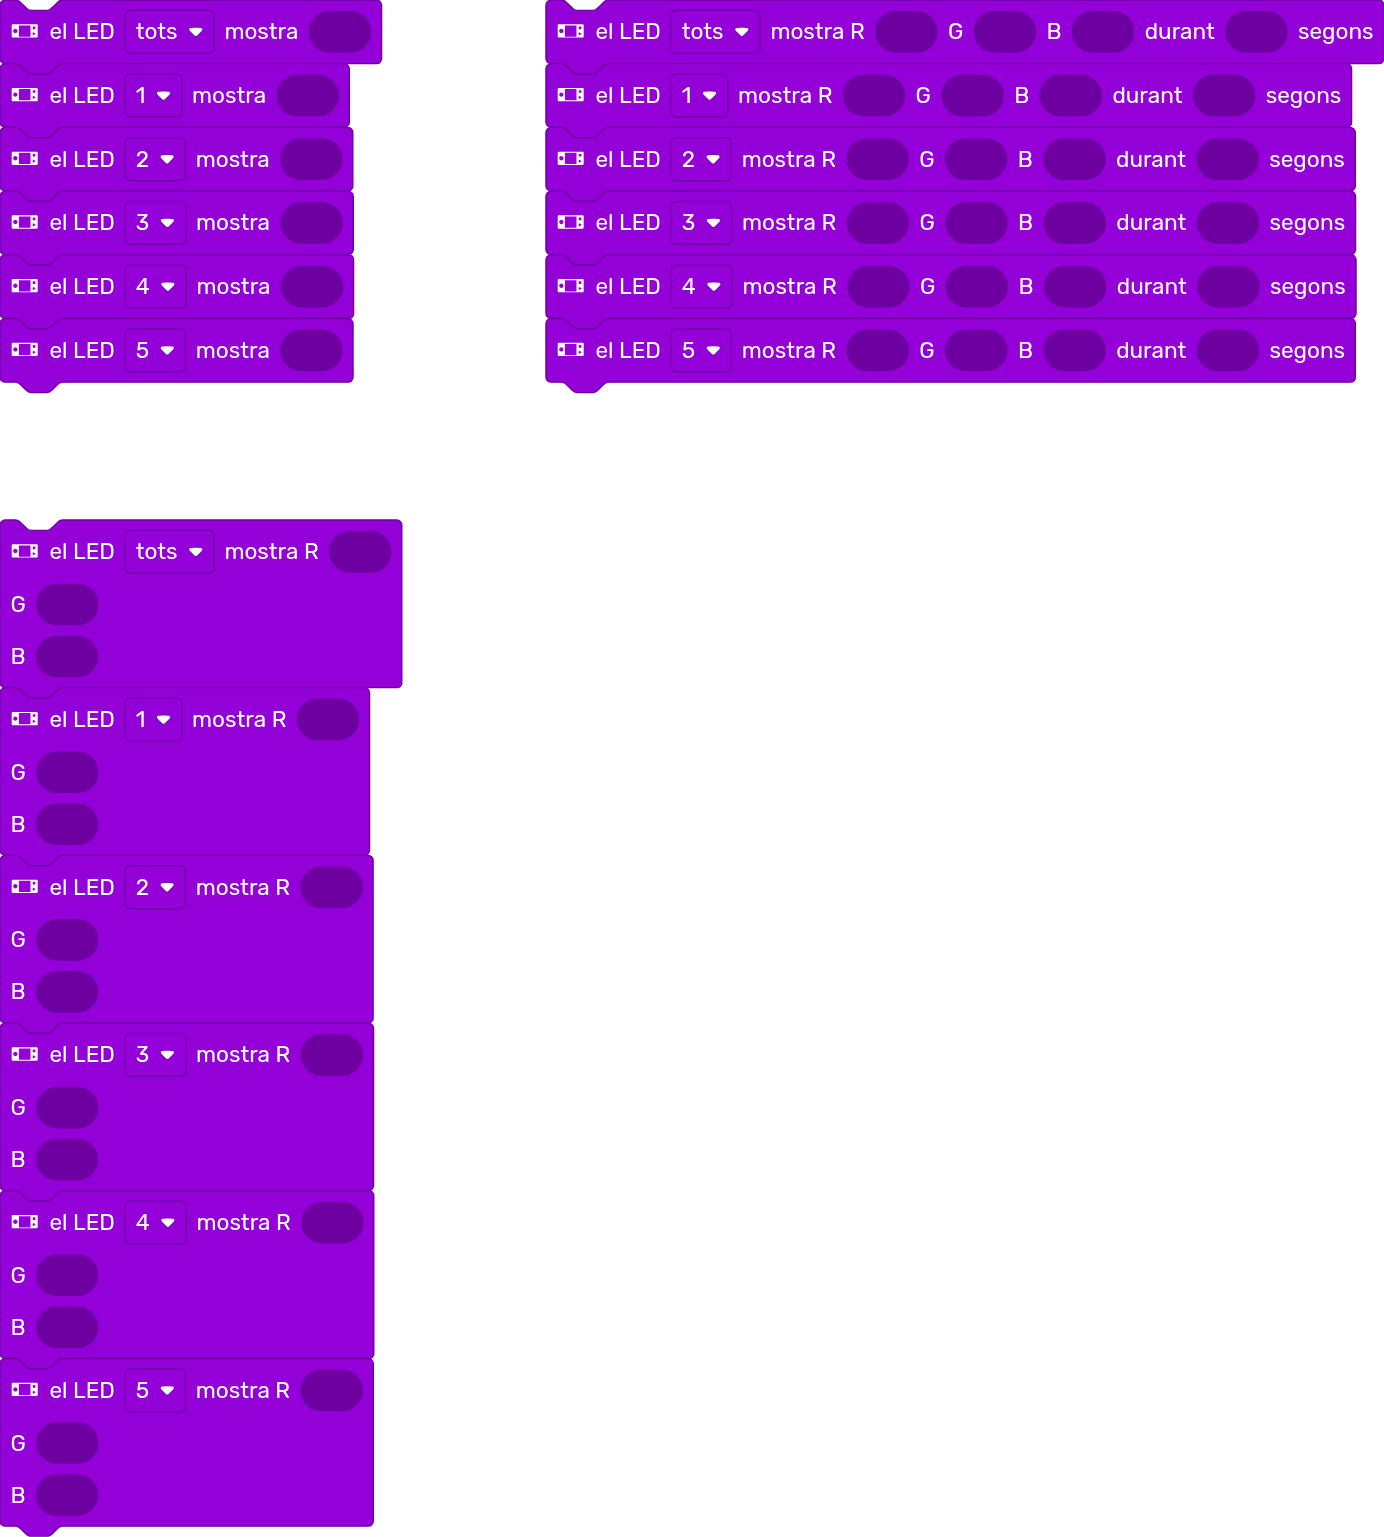 el LED tots mostra
el LED 1 mostra
el LED 2 mostra
el LED 3 mostra
el LED 4 mostra
el LED 5 mostra
el LED tots mostra R G B durant segons
el LED 1 mostra R G B durant segons
el LED 2 mostra R G B durant segons
el LED 3 mostra R G B durant segons
el LED 4 mostra R G B durant segons
el LED 5 mostra R G B durant segons
el LED tots mostra R
G
B
el LED 1 mostra R
G
B
el LED 2 mostra R
G
B
el LED 3 mostra R
G
B
el LED 4 mostra R
G
B
el LED 5 mostra R
G
B